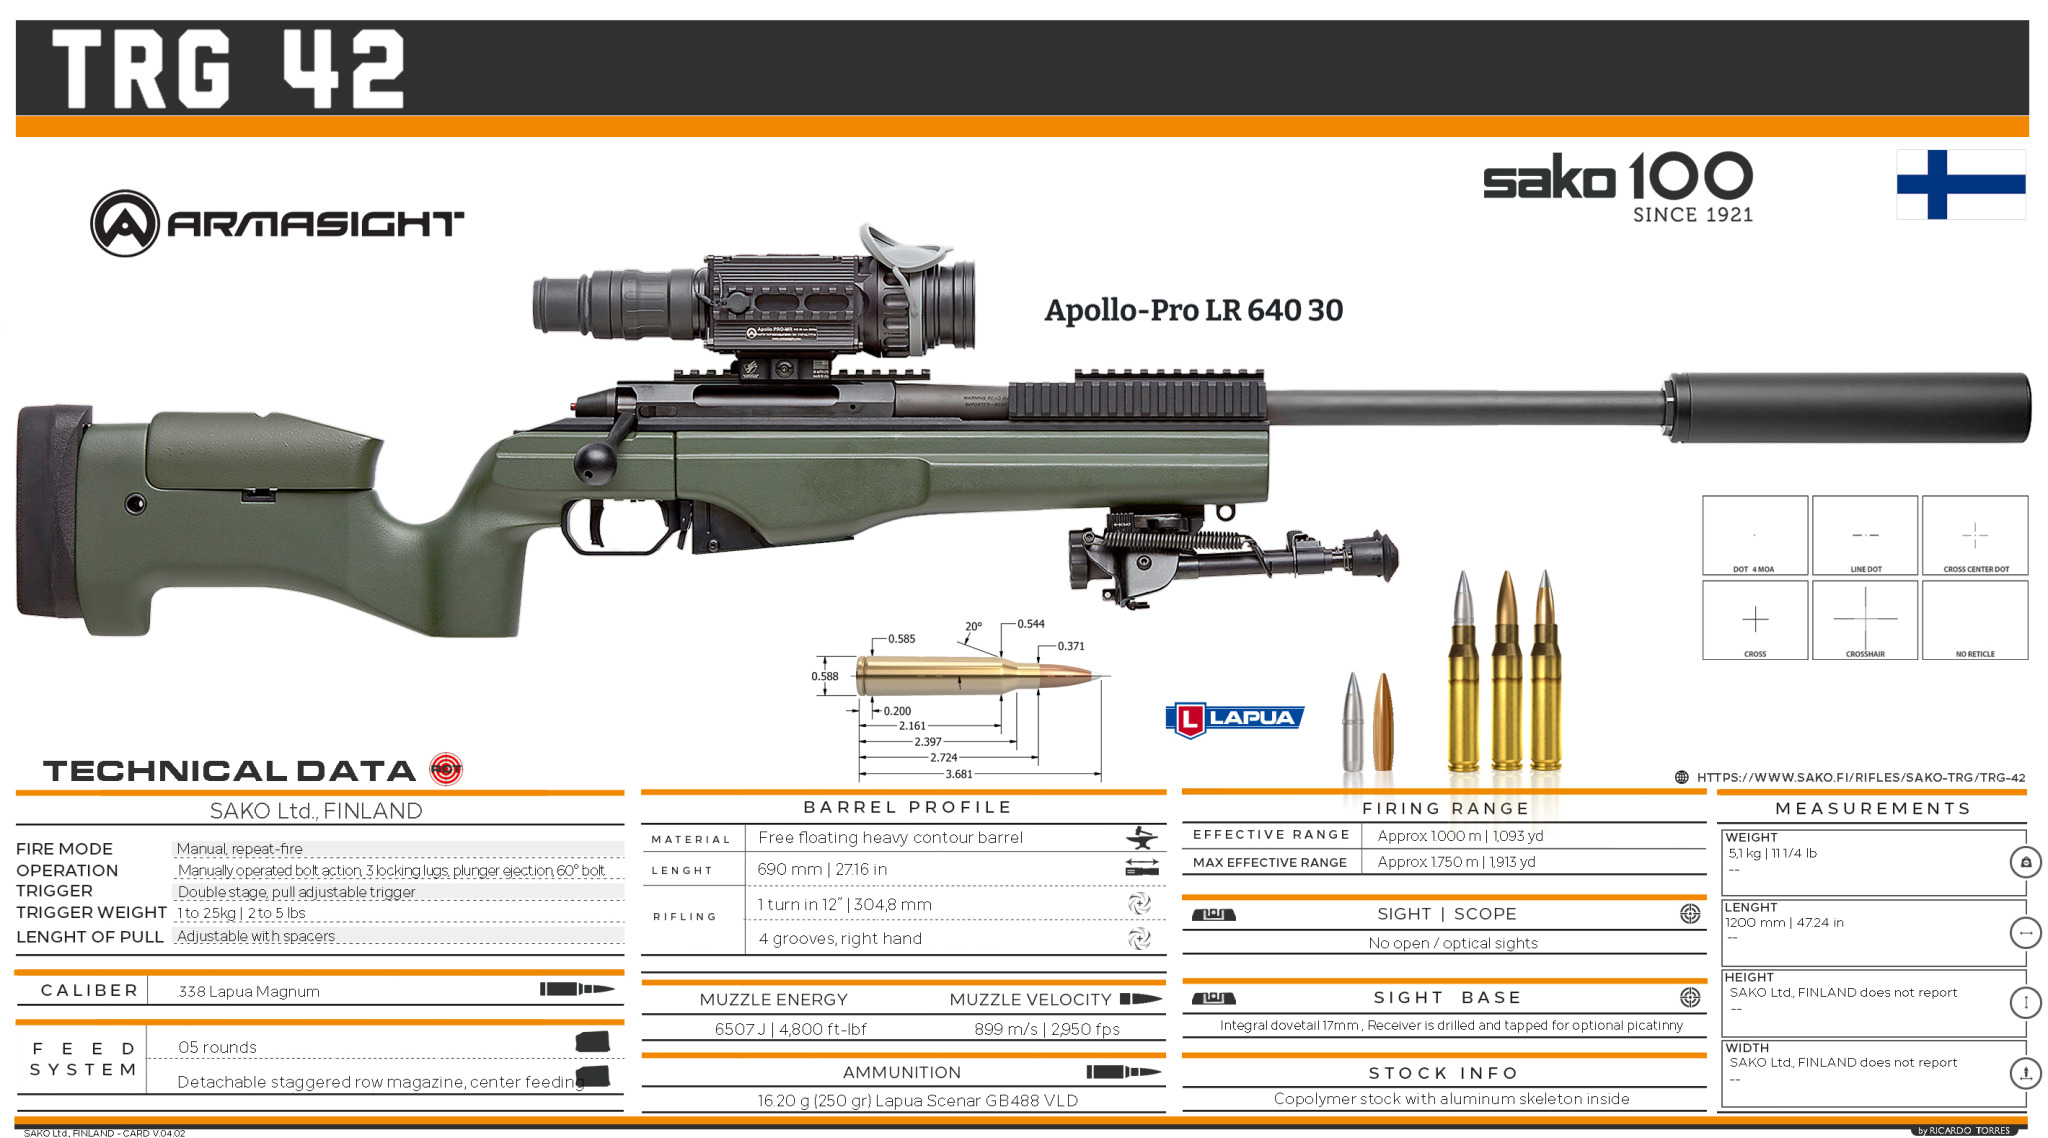 TRG 42
ARMASIGHT
sako 100
SINCE 1921
Apollo-Pro LR 640 30
Apollo PRO-MR
DOT 4 MOA
LINE DOT
CROSS CENTER DOT
CROSS
CROSSHAIR
NO RETICLE
20°
0.544
0.585
0.371
0.588
0.200
2.161
2.397
2.724
3.681
L LAPUA
TECHNICAL DATA
HTTPS://WWW.SAKO.FI/RIFLES/SAKO-TRG/TRG-42
SAKO Ltd., FINLAND
FIRE MODE Manual, repeat-fire
OPERATION Manually operated bolt action, 3 locking lugs, plunger ejection, 60° bolt
TRIGGER Double stage, pull adjustable trigger
TRIGGER WEIGHT 1 to 25kg | 2 to 5 lbs
LENGHT OF PULL Adjustable with spacers
CALIBER .338 Lapua Magnum
FEED SYSTEM
05 rounds
Detachable staggered row magazine, center feeding
BARREL PROFILE
MATERIAL Free floating heavy contour barrel
LENGHT 690 mm | 27.16 in
RIFLING
1 turn in 12" | 304,8 mm
4 grooves, right hand
MUZZLE ENERGY MUZZLE VELOCITY
6507 J | 4,800 ft-lbf 899 m/s | 2,950 fps
AMMUNITION
16.20 g (250 gr) Lapua Scenar GB488 VLD
FIRING RANGE
EFFECTIVE RANGE Approx 1.000 m | 1,093 yd
MAX EFFECTIVE RANGE Approx 1.750 m | 1,913 yd
SIGHT | SCOPE
No open / optical sights
SIGHT BASE
Integral dovetail 17mm , Receiver is drilled and tapped for optional picatinny
STOCK INFO
Copolymer stock with aluminum skeleton inside
MEASUREMENTS
WEIGHT
5,1 kg | 11 1/4 lb
--
LENGHT
1200 mm | 47.24 in
--
HEIGHT
SAKO Ltd., FINLAND does not report
--
WIDTH
SAKO Ltd., FINLAND does not report
--
SAKO Ltd., FINLAND - CARD V.04.02
by RICARDO TORRES